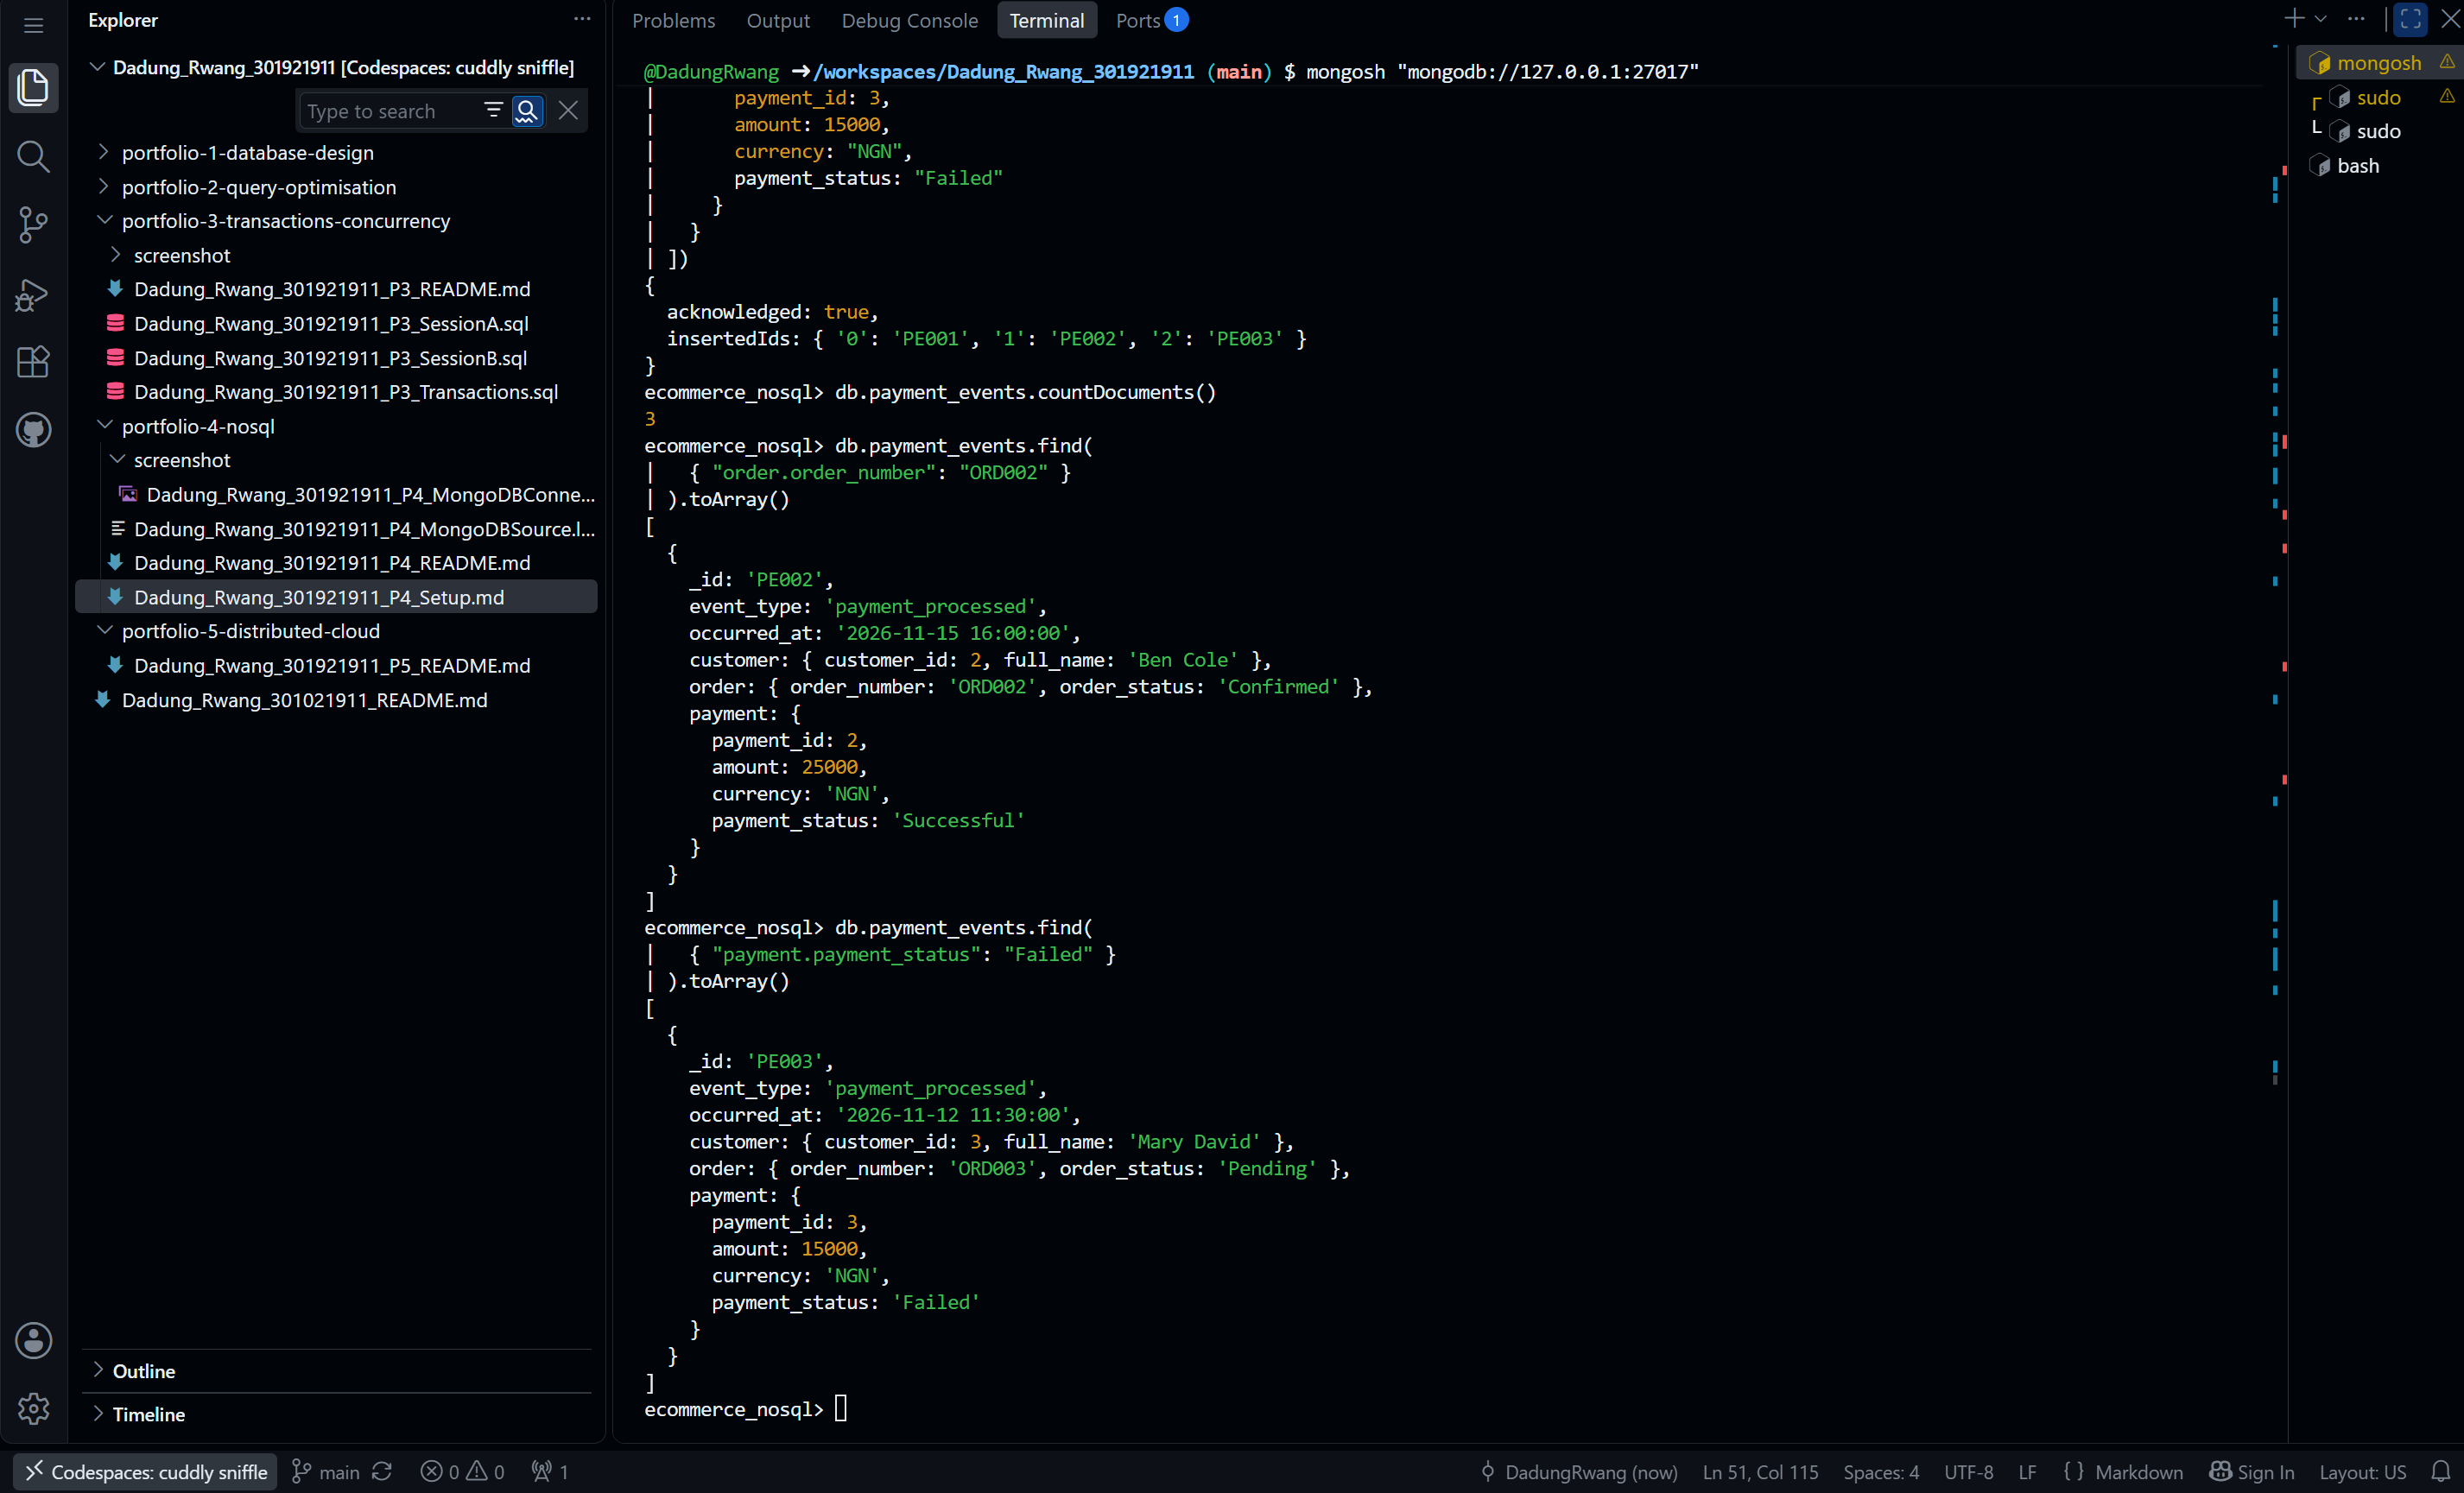 Explorer
Dadung_Rwang_301921911 [Codespaces: cuddly sniffle]
Type to search
portfolio-1-database-design
portfolio-2-query-optimisation
portfolio-3-transactions-concurrency
screenshot
Dadung_Rwang_301921911_P3_README.md
Dadung_Rwang_301921911_P3_SessionA.sql
Dadung_Rwang_301921911_P3_SessionB.sql
Dadung_Rwang_301921911_P3_Transactions.sql
portfolio-4-nosql
screenshot
Dadung_Rwang_301921911_P4_MongoDBConne...
Dadung_Rwang_301921911_P4_MongoDBSource.l...
Dadung_Rwang_301921911_P4_README.md
Dadung_Rwang_301921911_P4_Setup.md
portfolio-5-distributed-cloud
Dadung_Rwang_301921911_P5_README.md
Dadung_Rwang_301021911_README.md
Outline
Timeline
Problems Output Debug Console Terminal Ports 1
@DadungRwang ➜/workspaces/Dadung_Rwang_301921911 (main) $ mongosh "mongodb://127.0.0.1:27017"
|       payment_id: 3,
|       amount: 15000,
|       currency: "NGN",
|       payment_status: "Failed"
|     }
|   }
| ])
{
  acknowledged: true,
  insertedIds: { '0': 'PE001', '1': 'PE002', '2': 'PE003' }
}
ecommerce_nosql> db.payment_events.countDocuments()
3
ecommerce_nosql> db.payment_events.find(
|   { "order.order_number": "ORD002" }
| ).toArray()
[
  {
    _id: 'PE002',
    event_type: 'payment_processed',
    occurred_at: '2026-11-15 16:00:00',
    customer: { customer_id: 2, full_name: 'Ben Cole' },
    order: { order_number: 'ORD002', order_status: 'Confirmed' },
    payment: {
      payment_id: 2,
      amount: 25000,
      currency: 'NGN',
      payment_status: 'Successful'
    }
  }
]
ecommerce_nosql> db.payment_events.find(
|   { "payment.payment_status": "Failed" }
| ).toArray()
[
  {
    _id: 'PE003',
    event_type: 'payment_processed',
    occurred_at: '2026-11-12 11:30:00',
    customer: { customer_id: 3, full_name: 'Mary David' },
    order: { order_number: 'ORD003', order_status: 'Pending' },
    payment: {
      payment_id: 3,
      amount: 15000,
      currency: 'NGN',
      payment_status: 'Failed'
    }
  }
]
ecommerce_nosql>
mongosh
sudo
sudo
bash
Codespaces: cuddly sniffle main 0 0 1 DadungRwang (now) Ln 51, Col 115 Spaces: 4 UTF-8 LF {} Markdown Sign In Layout: US